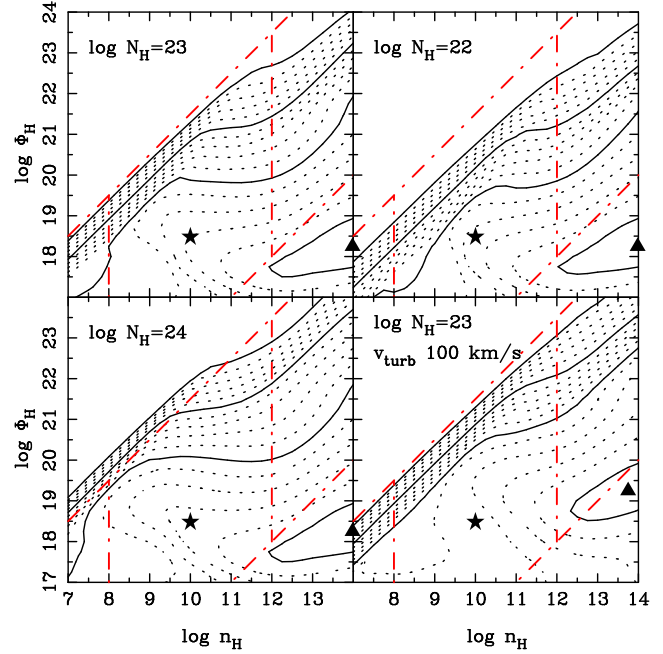 log N_H=23
log N_H=22
24
23
22
21
20
19
18
log Φ_H
log N_H=24
log N_H=23
v_turb 100 km/s
23
22
21
20
19
18
17
log Φ_H
7 8 9 10 11 12 13
8 9 10 11 12 13 14
log n_H
log n_H